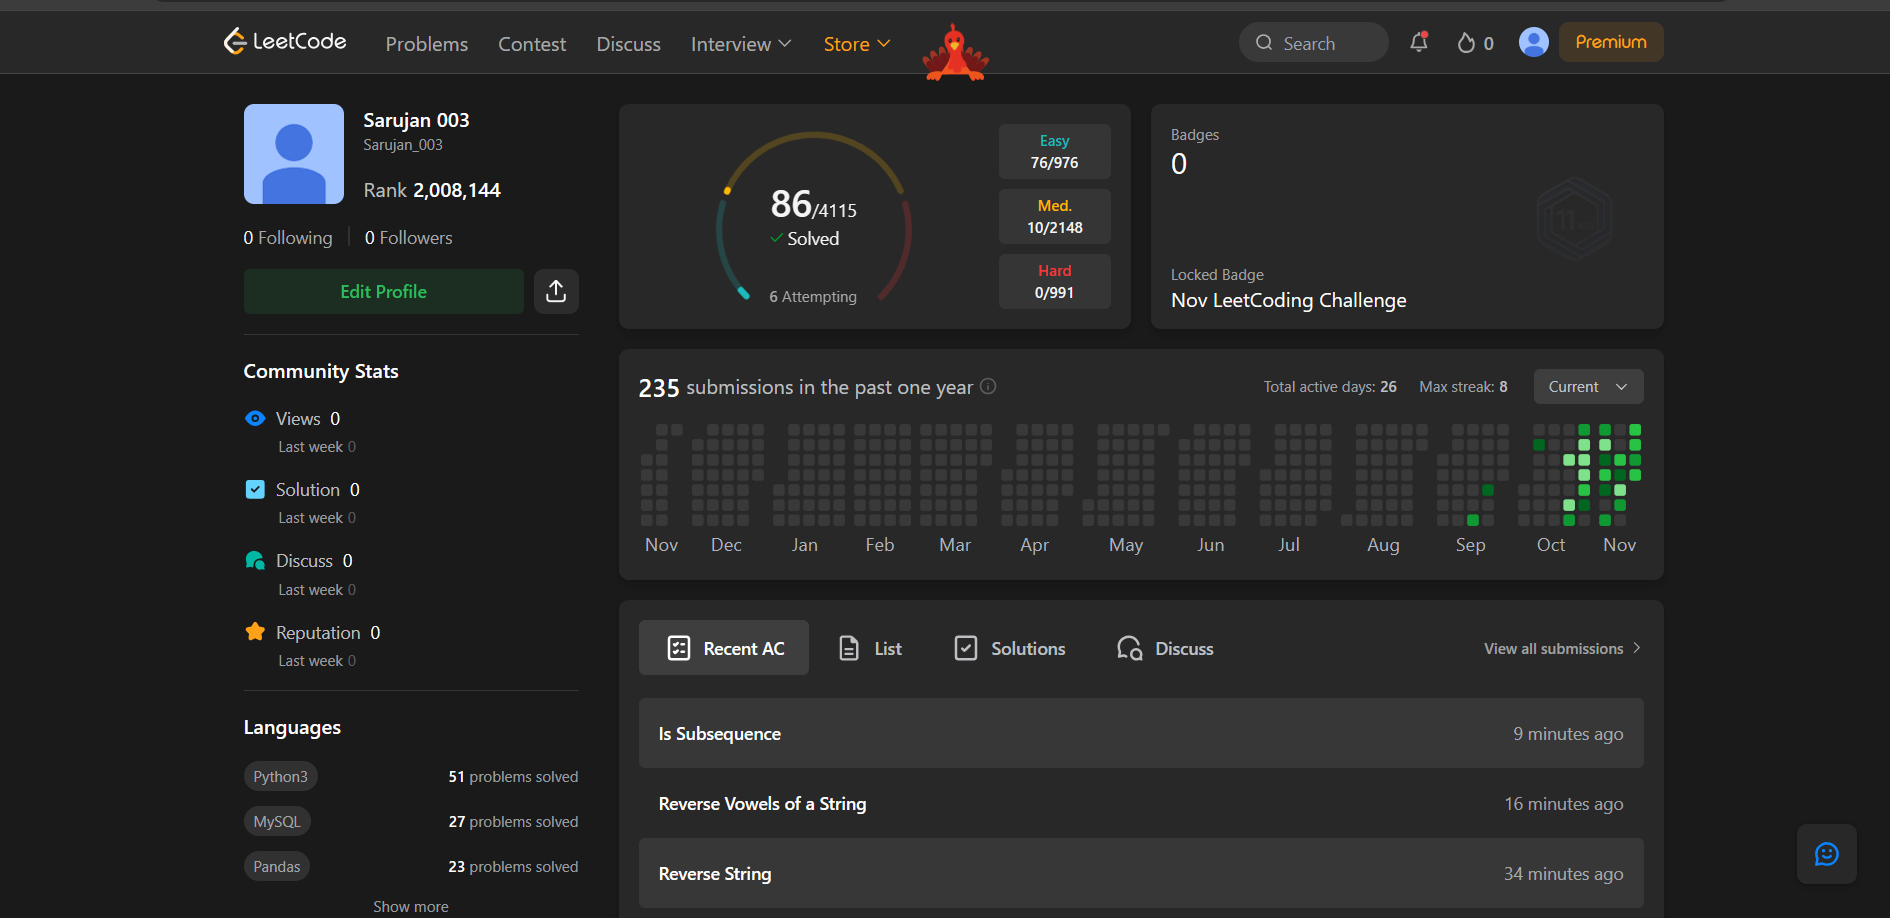 LeetCode Problems Contest Discuss Interview Store Search 0 Premium
Sarujan 003
Sarujan_003
Rank 2,008,144
0 Following 0 Followers
Edit Profile
Community Stats
Views 0
Last week 0
Solution 0
Last week 0
Discuss 0
Last week 0
Reputation 0
Last week 0
Languages
Python3 51 problems solved
MySQL 27 problems solved
Pandas 23 problems solved
Show more
86/4115
Solved
6 Attempting
Easy
76/976
Med.
10/2148
Hard
0/991
Badges
0
11
Locked Badge
Nov LeetCoding Challenge
235 submissions in the past one year Total active days: 26 Max streak: 8 Current
Nov Dec Jan Feb Mar Apr May Jun Jul Aug Sep Oct Nov
Recent AC List Solutions Discuss View all submissions
Is Subsequence 9 minutes ago
Reverse Vowels of a String 16 minutes ago
Reverse String 34 minutes ago